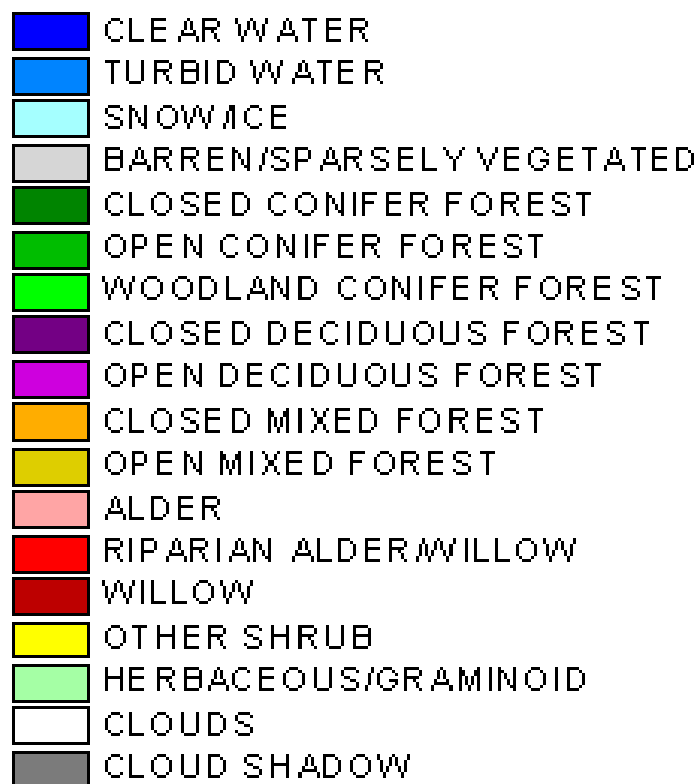 CLEAR WATER
TURBID WATER
SNOW/ICE
BARREN/SPARSELY VEGETATED
CLOSED CONIFER FOREST
OPEN CONIFER FOREST
WOODLAND CONIFER FOREST
CLOSED DECIDUOUS FOREST
OPEN DECIDUOUS FOREST
CLOSED MIXED FOREST
OPEN MIXED FOREST
ALDER
RIPARIAN ALDER/WILLOW
WILLOW
OTHER SHRUB
HERBACEOUS/GRAMINOID
CLOUDS
CLOUD SHADOW